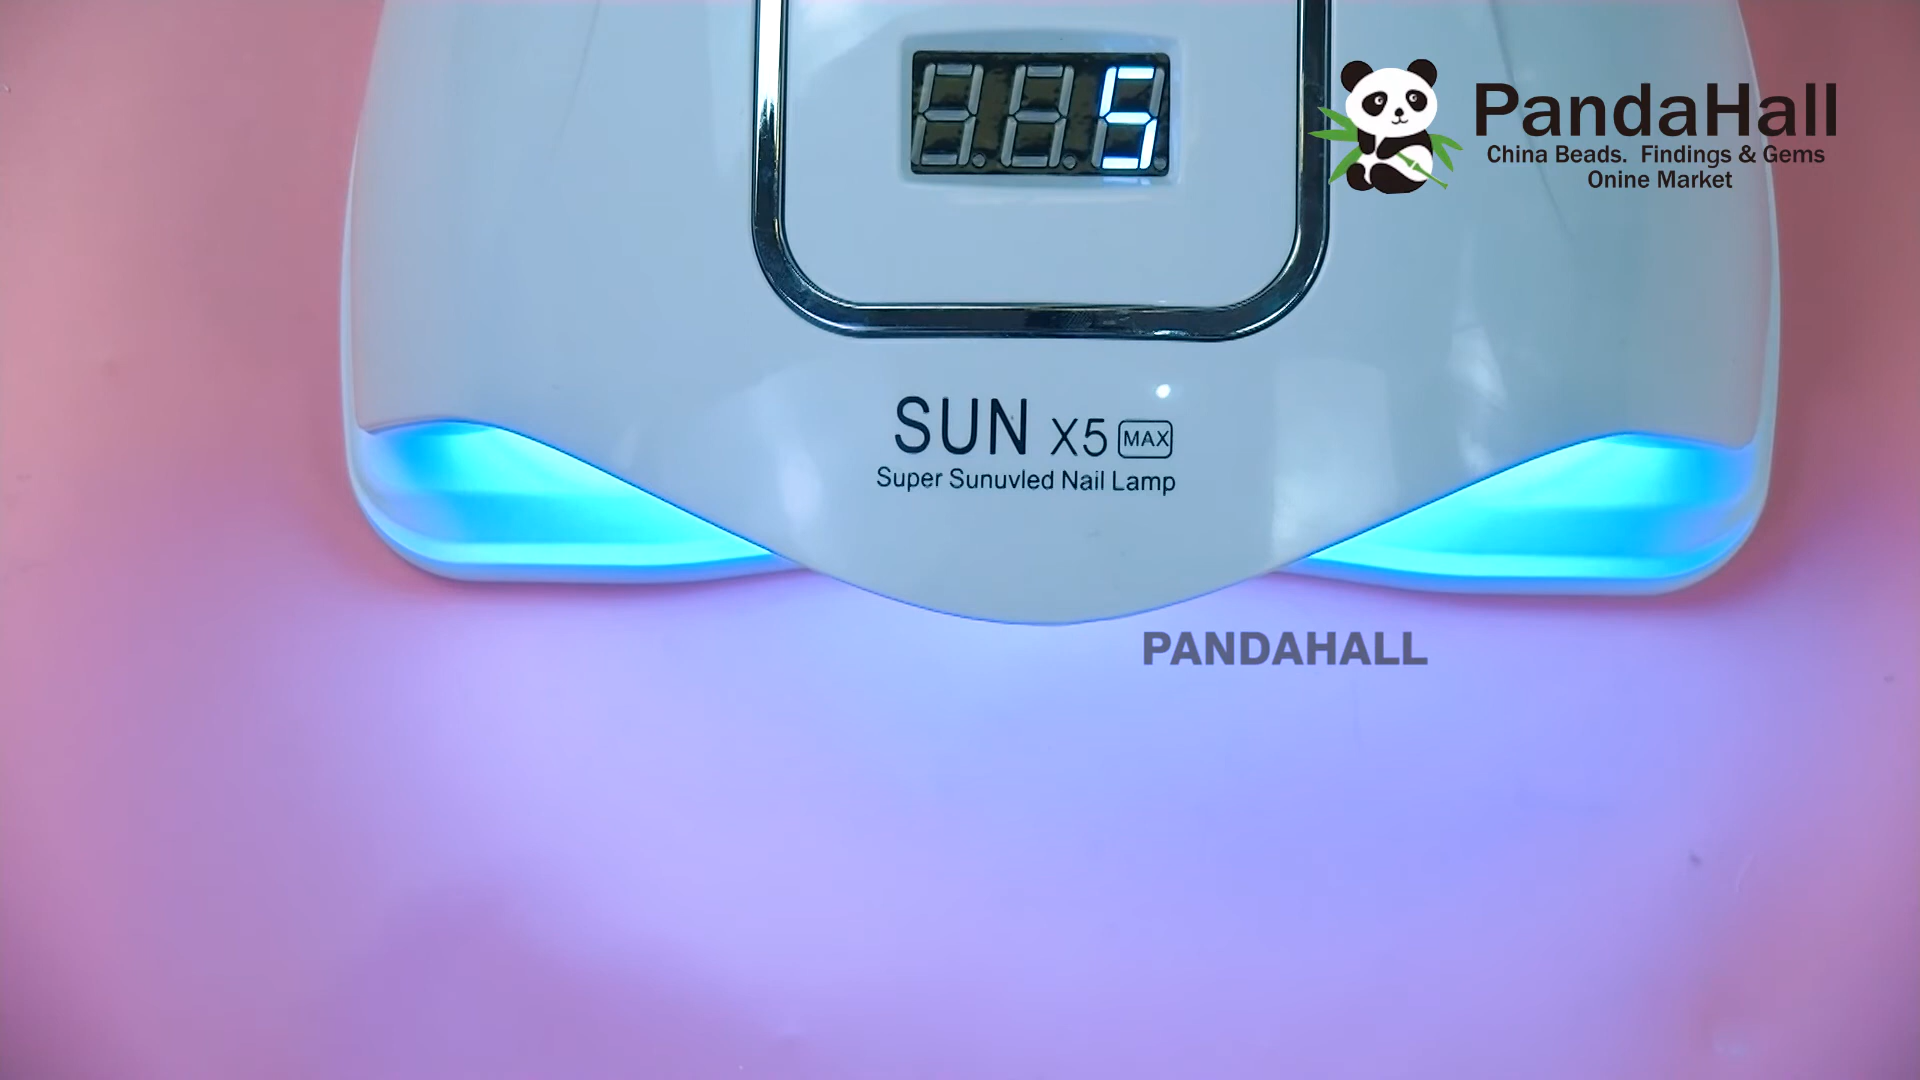 5
PandaHall
China Beads. Findings & Gems
Onine Market
SUN X5 MAX
Super Sunuvled Nail Lamp
PANDAHALL